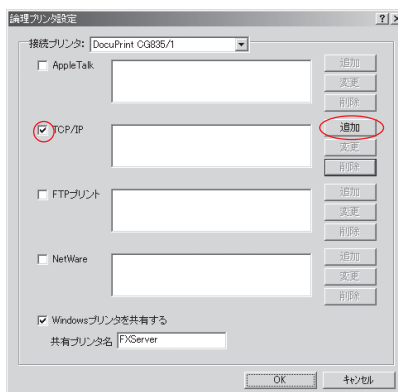 論理プリンタ設定
接続プリンタ: DocuPrint CG835/1
AppleTalk
追加
変更
削除
TCP/IP
追加
変更
削除
FTPプリント
追加
変更
削除
NetWare
追加
変更
削除
Windowsプリンタを共有する
共有プリンタ名 FXServer
OK キャンセル